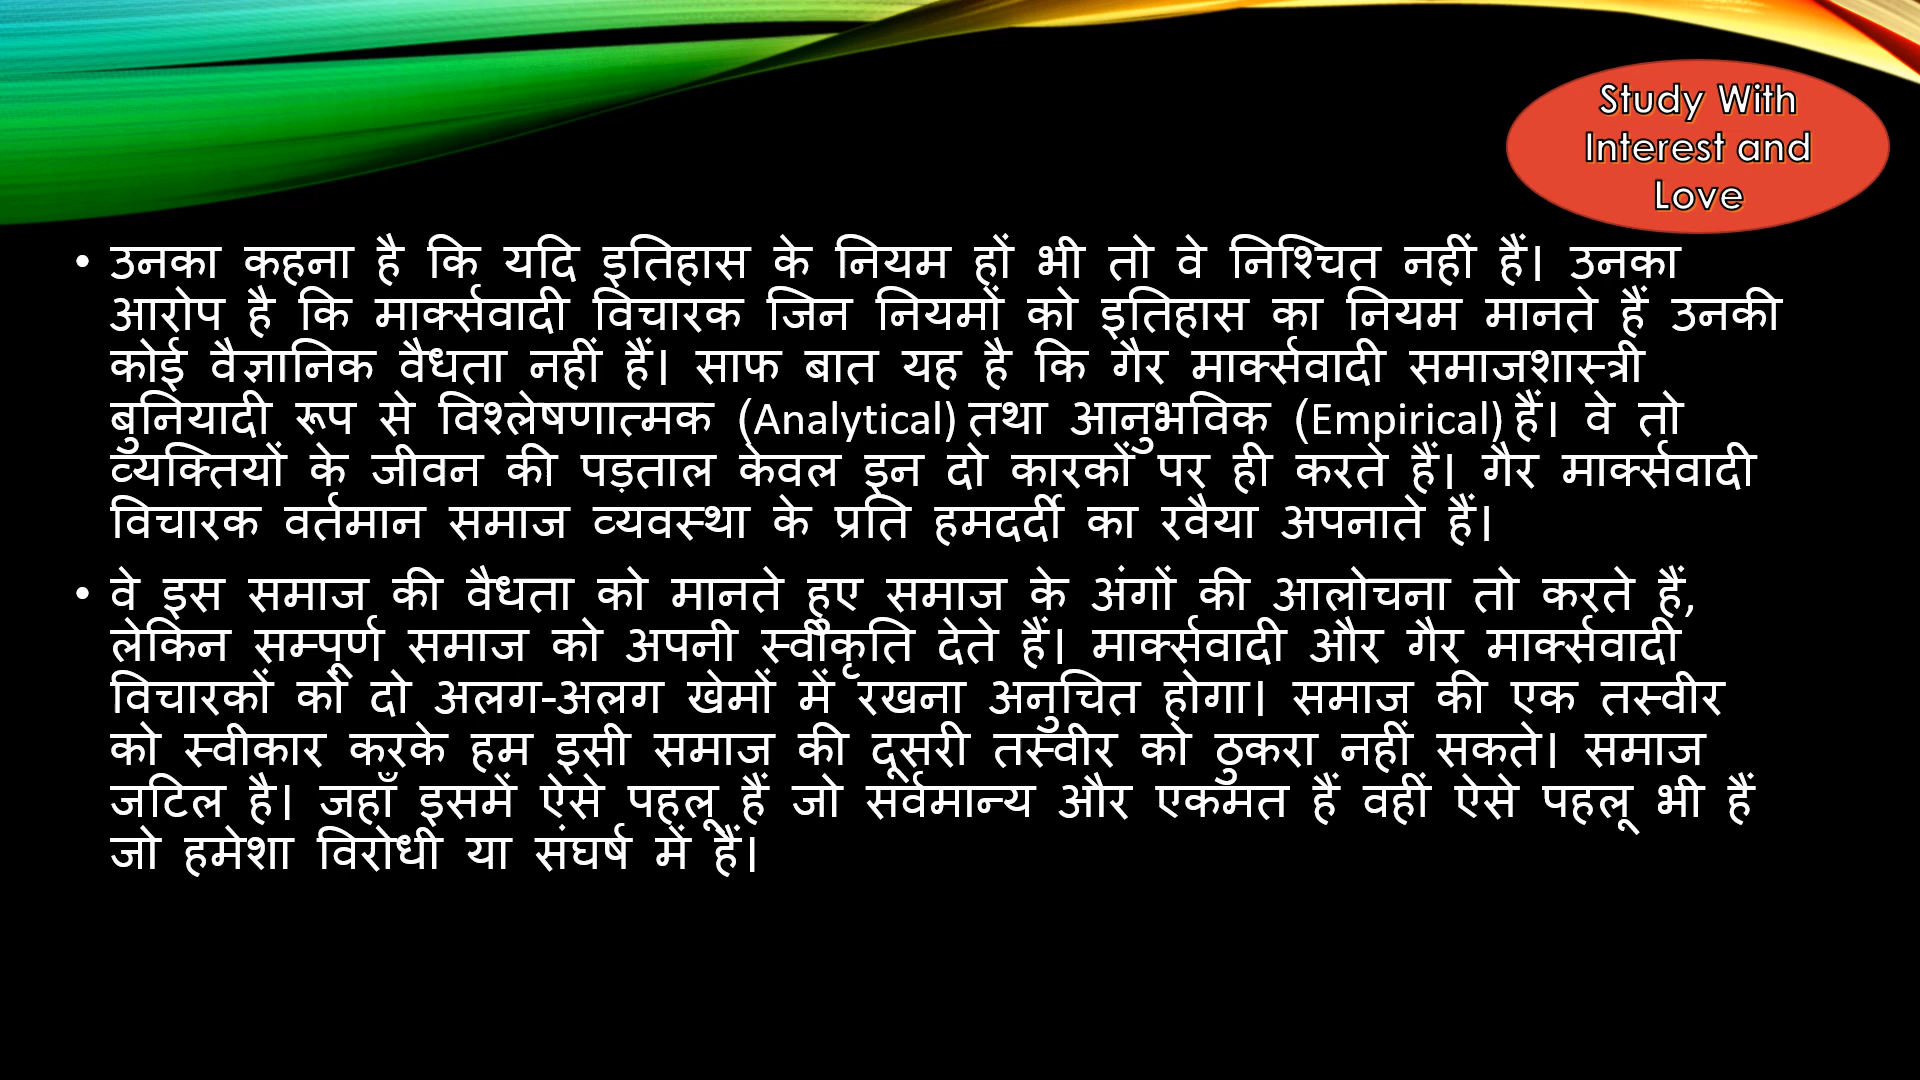 Study With
Interest and
Love
• उनका कहना है कि यदि इतिहास के नियम हों भी तो वे निश्चित नहीं हैं। उनका
आरोप है कि मार्क्सवादी विचारक जिन नियमों को इतिहास का नियम मानते हैं उनकी
कोई वैज्ञानिक वैधता नहीं हैं। साफ बात यह है कि गैर मार्क्सवादी समाजशास्त्री
बुनियादी रूप से विश्लेषणात्मक (Analytical) तथा आनुभविक (Empirical) हैं। वे तो
व्यक्तियों के जीवन की पड़ताल केवल इन दो कारकों पर ही करते हैं। गैर मार्क्सवादी
विचारक वर्तमान समाज व्यवस्था के प्रति हमदर्दी का रवैया अपनाते हैं।
• वे इस समाज की वैधता को मानते हुए समाज के अंगों की आलोचना तो करते हैं,
लेकिन सम्पूर्ण समाज को अपनी स्वीकृति देते हैं। मार्क्सवादी और गैर मार्क्सवादी
विचारकों को दो अलग-अलग खेमों में रखना अनुचित होगा। समाज की एक तस्वीर
को स्वीकार करके हम इसी समाज की दूसरी तस्वीर को ठुकरा नहीं सकते। समाज
जटिल है। जहाँ इसमें ऐसे पहलू हैं जो सर्वमान्य और एकमत हैं वहीं ऐसे पहलू भी हैं
जो हमेशा विरोधी या संघर्ष में हैं।